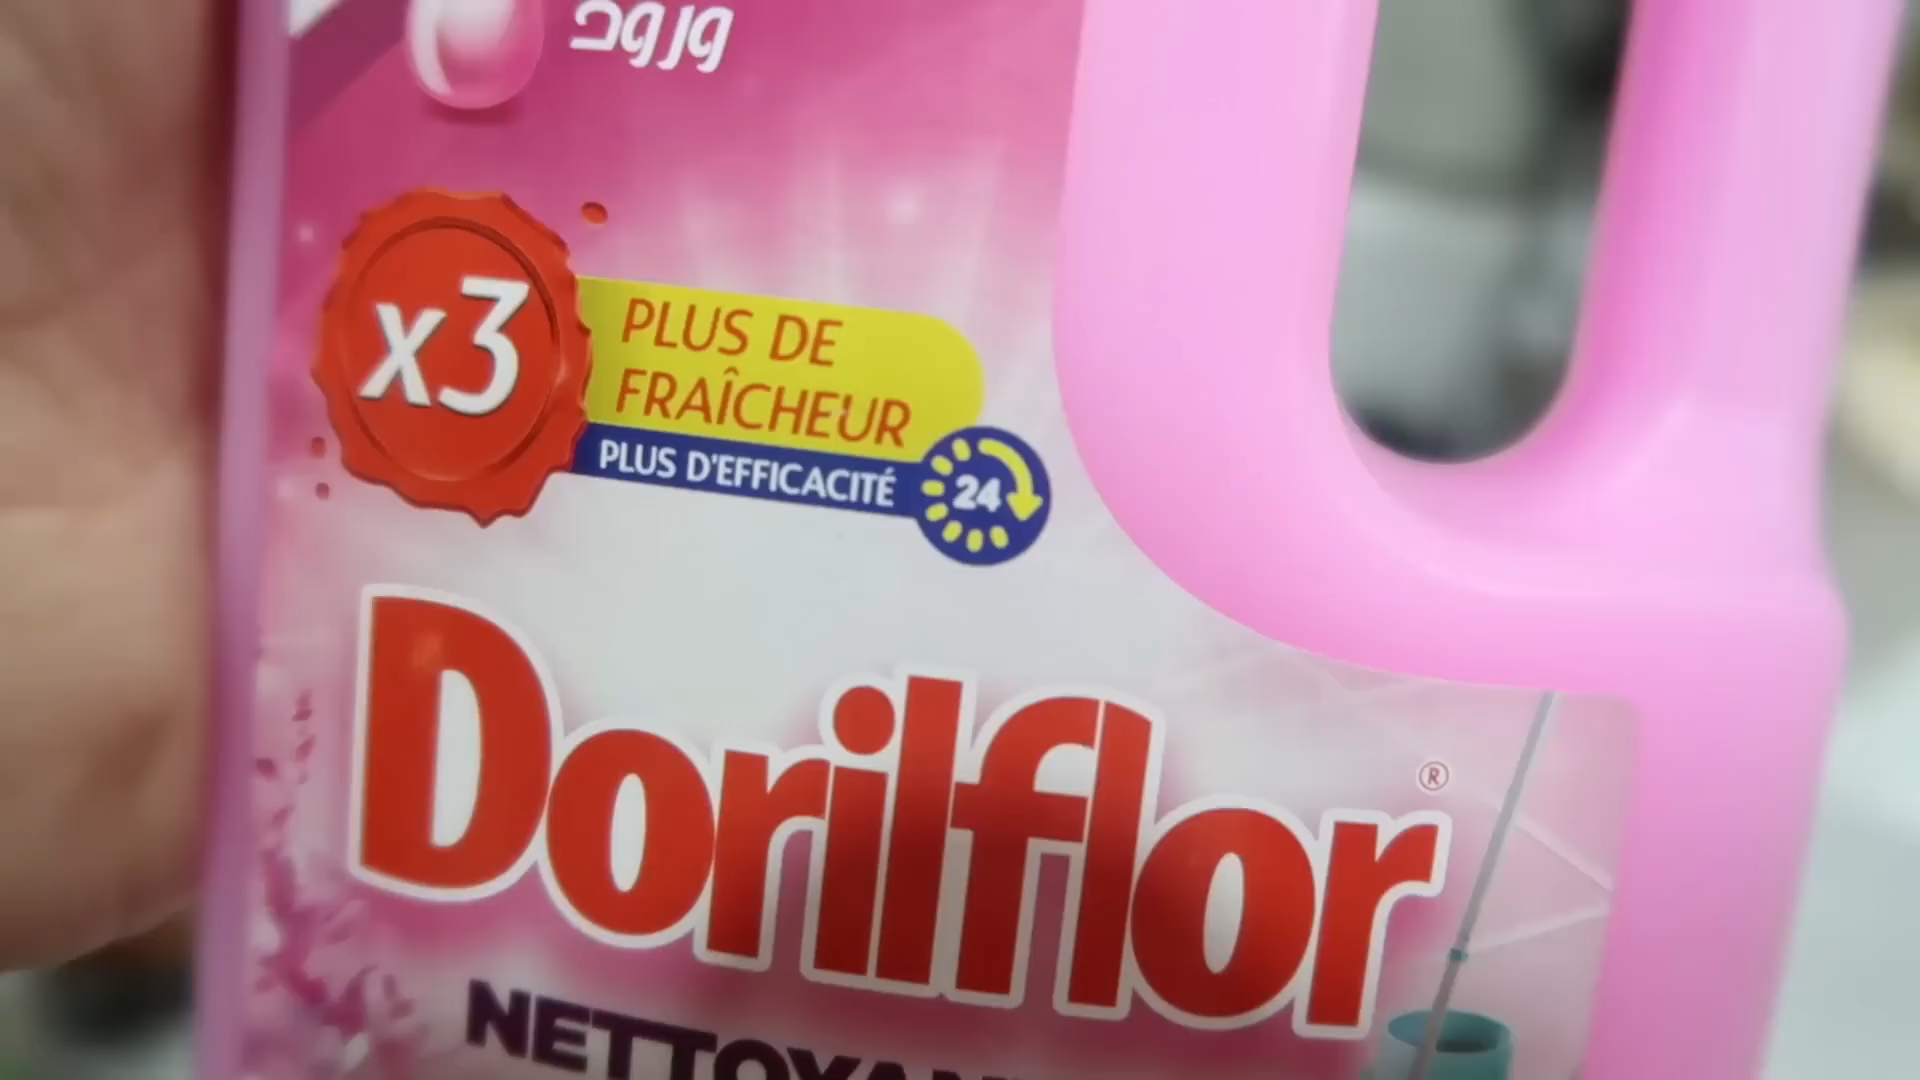 ورود
x3
PLUS DE
FRAÎCHEUR
PLUS D'EFFICACITÉ
24
Dorilflor ®